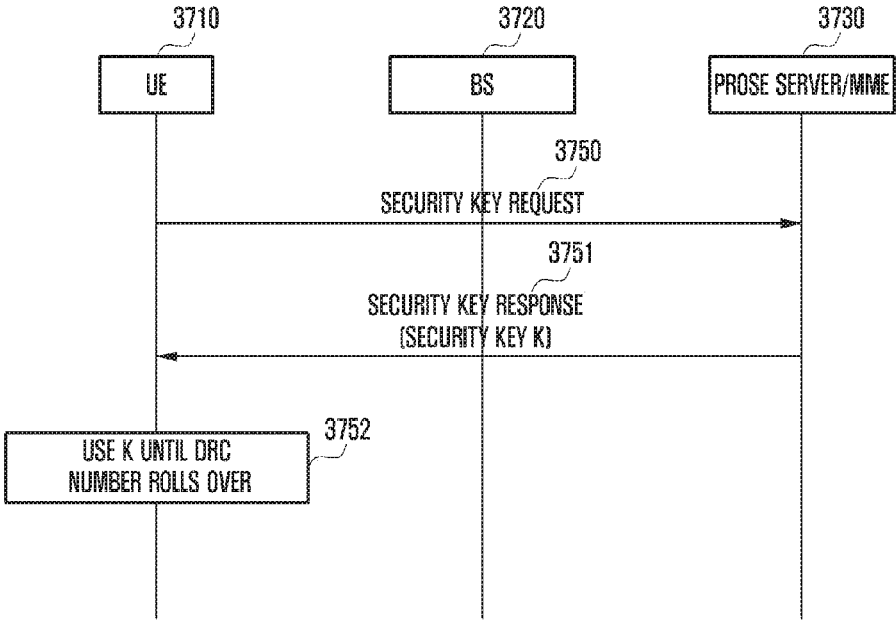 3710
3720
3730
UE
BS
PROSE SERVER/MME
3750
SECURITY KEY REQUEST
3751
SECURITY KEY RESPONSE
(SECURITY KEY K)
3752
USE K UNTIL DRC
NUMBER ROLLS OVER